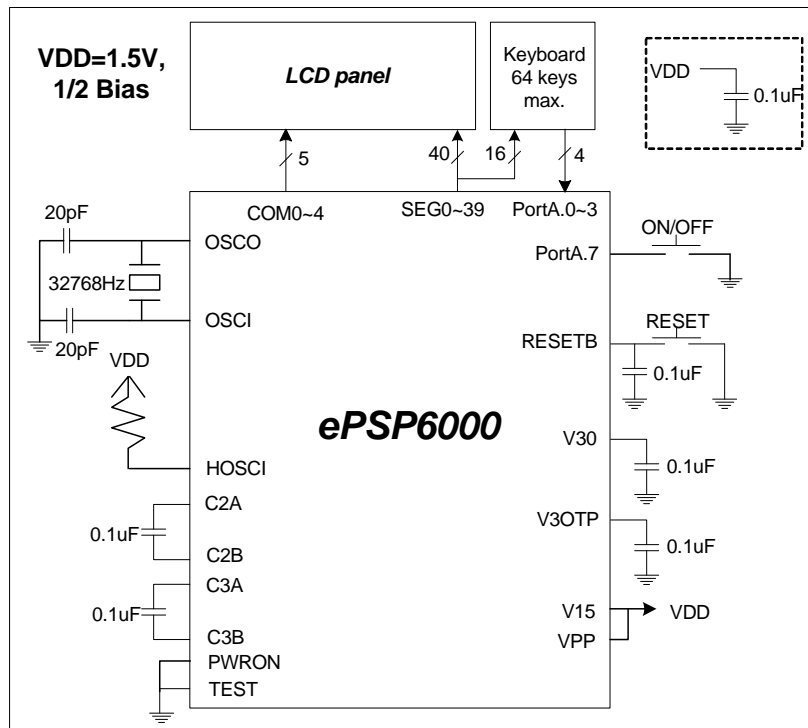 VDD=1.5V,
1/2 Bias
LCD panel
Keyboard
64 keys
max.
VDD
0.1uF
5
40
16
4
COM0~4
SEG0~39
PortA.0~3
20pF
OSCO
32768Hz
OSCI
20pF
VDD
HOSCI
C2A
0.1uF
C2B
C3A
0.1uF
C3B
PWRON
TEST
ePSP6000
PortA.7
ON/OFF
RESETB
RESET
0.1uF
V30
0.1uF
V3OTP
0.1uF
V15
VDD
VPP